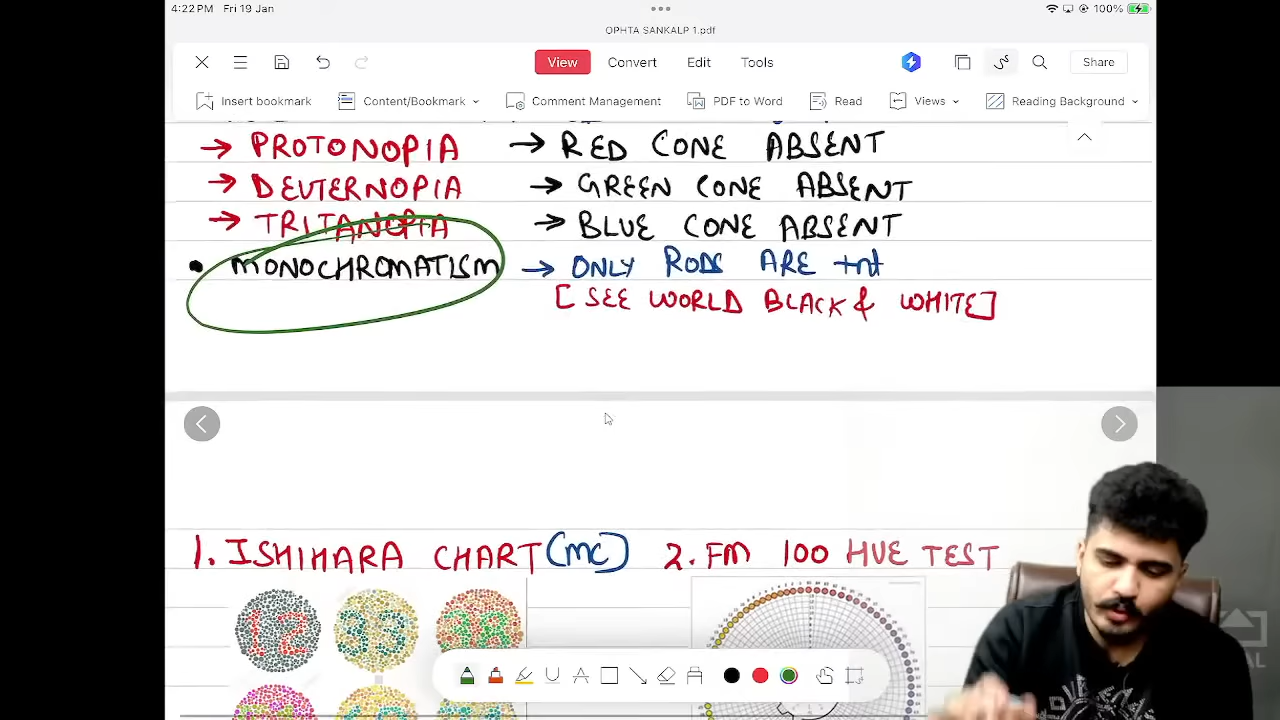 4:22 PM Fri 19 Jan
100%
OPHTA SANKALP 1.pdf
View Convert Edit Tools Share
Insert bookmark Content/Bookmark Comment Management PDF to Word Read Views Reading Background
→ PROTONOPIA → RED CONE ABSENT
→ DEUTERNOPIA → GREEN CONE ABSENT
→ TRITANOPIA → BLUE CONE ABSENT
• MONOCHROMATISM → ONLY RODS ARE +nt
[SEE WORLD BLACK & WHITE]
1. ISHIHARA CHART (MC) 2. FM 100 HUE TEST
12